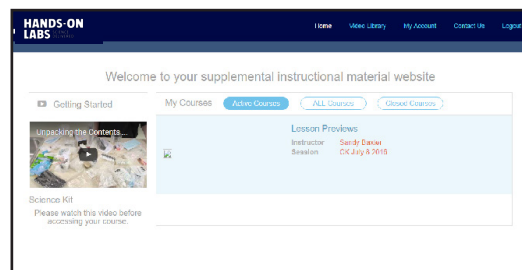 HANDS-ON
LABS
Home Video Library My Account Contact Us Logout
Welcome to your supplemental instructional material website
Getting Started
My Courses Active Courses ALL Courses Closed Courses
Unpacking the Contents...
Lesson Previews
Instructor Sandy Baxter
Session CK July 8 2019
Science Kit
Please watch this video before
accessing your course.